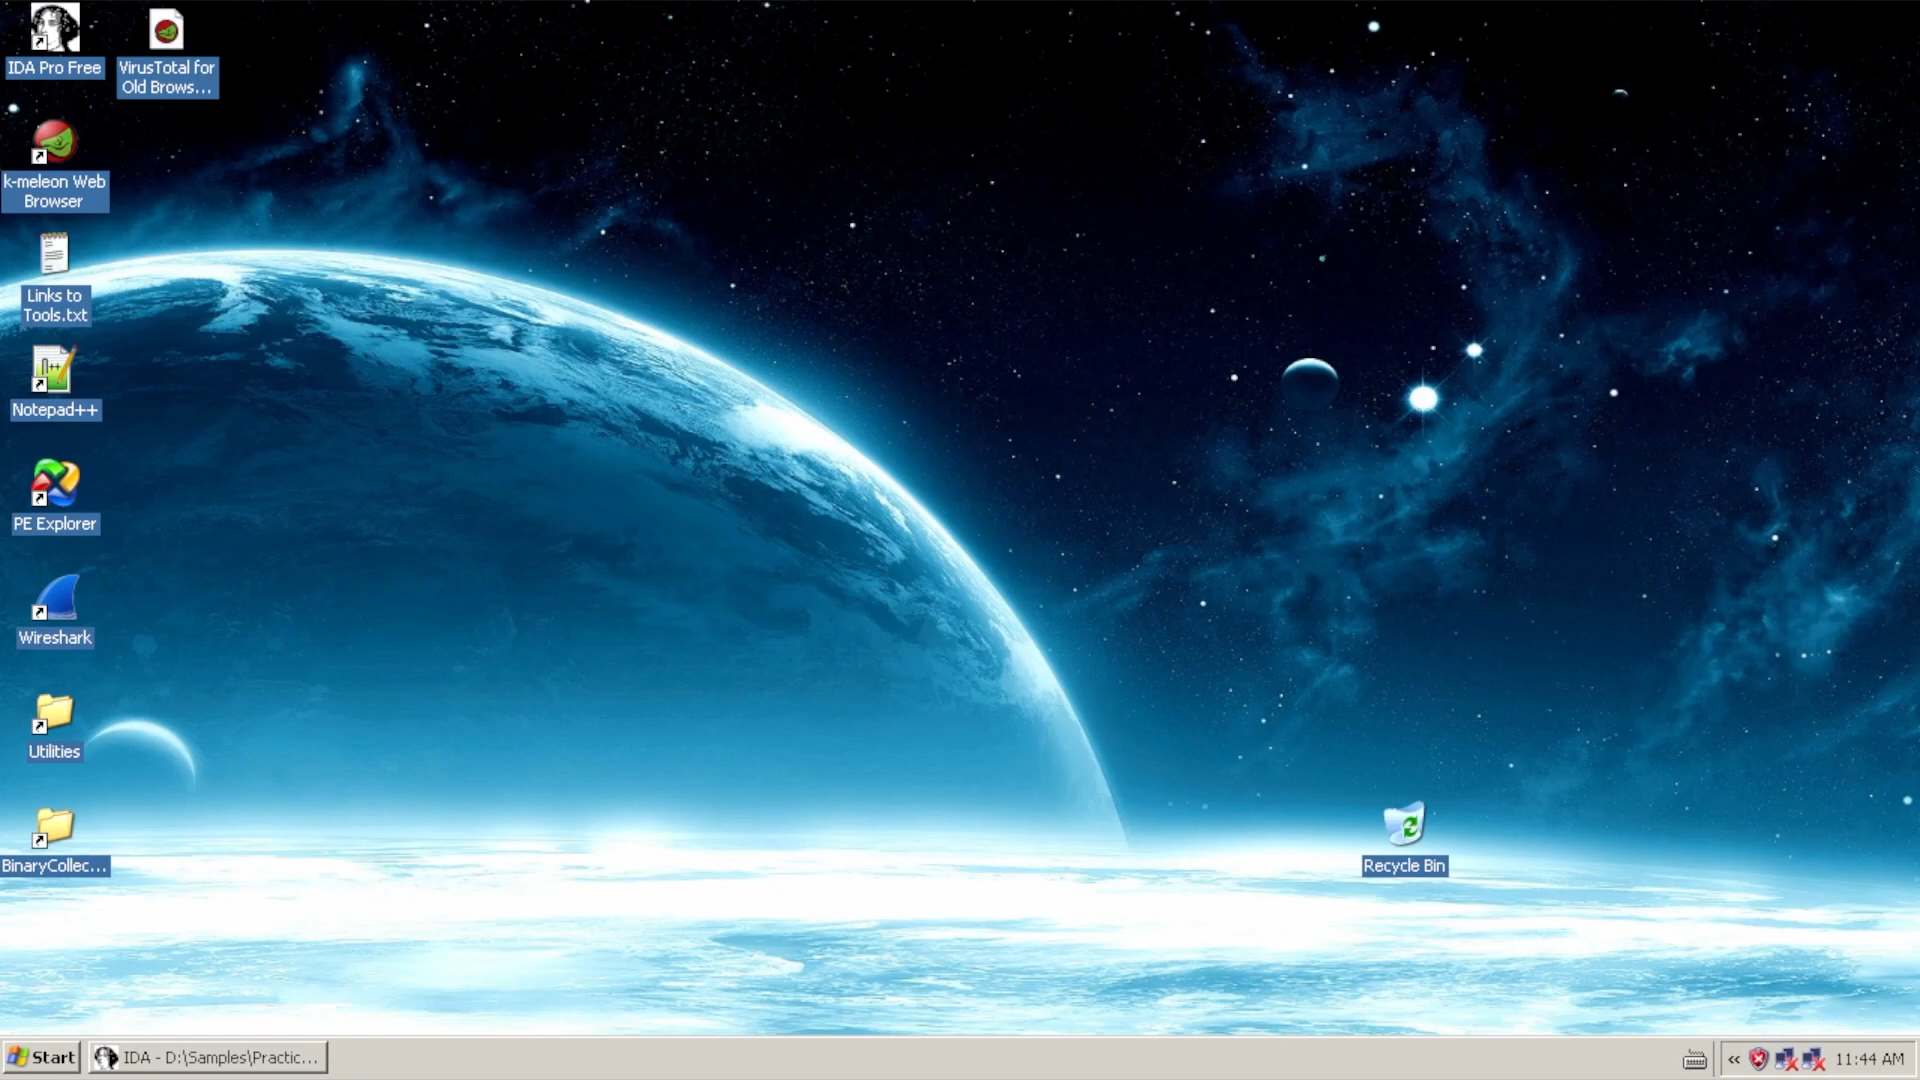 IDA Pro Free
VirusTotal for
Old Brows...
k-meleon Web
Browser
Links to
Tools.txt
Notepad++
PE Explorer
Wireshark
Utilities
BinaryCollec...
Recycle Bin
Start
IDA - D:\Samples\Practic...
«
11:44 AM